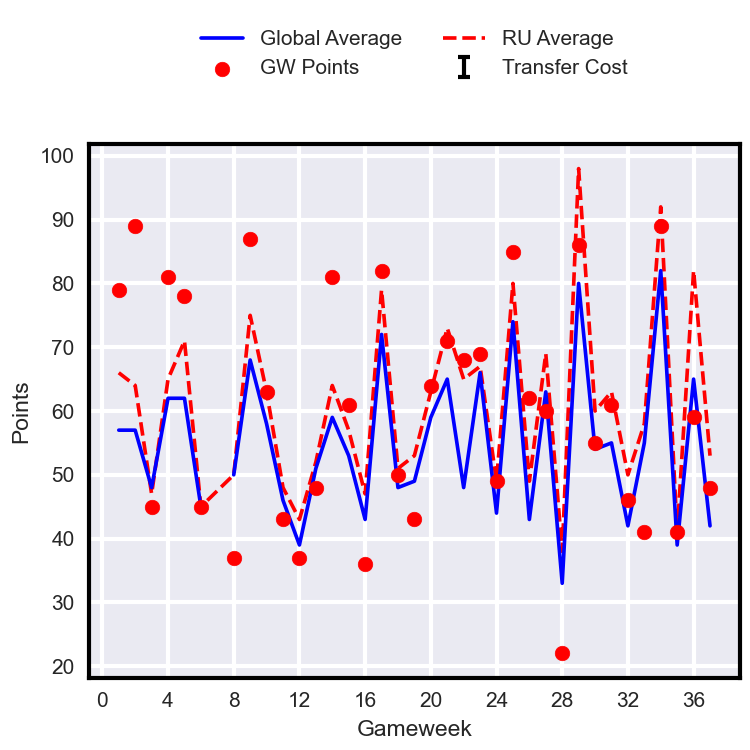 Global Average
RU Average
GW Points
Transfer Cost
100
90
80
70
60
50
40
30
20
Points
0 4 8 12 16 20 24 28 32 36
Gameweek